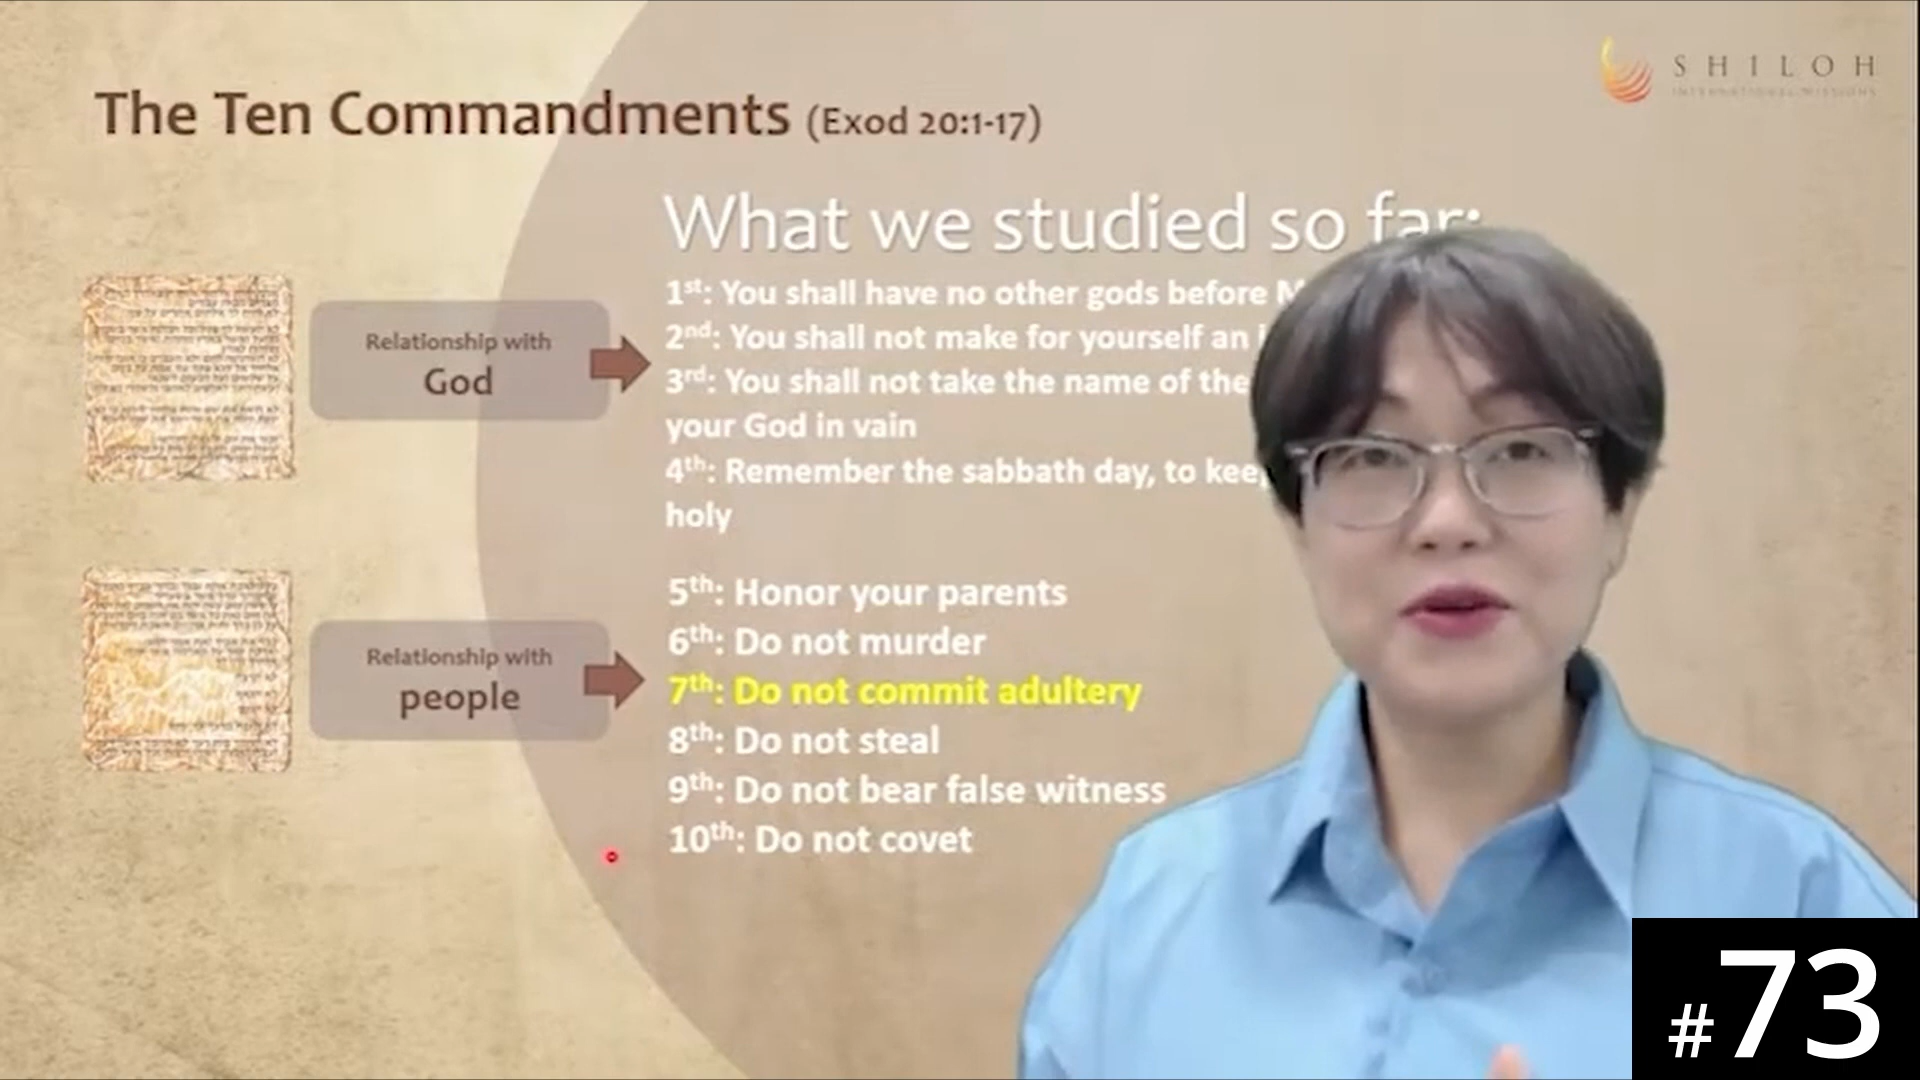 SHILOH
INTERNATIONAL MISSIONS
The Ten Commandments (Exod 20:1-17)
What we studied so far:
Relationship with
God
1st: You shall have no other gods before
2nd: You shall not make for yourself an
3rd: You shall not take the name of the
your God in vain
4th: Remember the sabbath day, to keep
holy
Relationship with
people
5th: Honor your parents
6th: Do not murder
7th: Do not commit adultery
8th: Do not steal
9th: Do not bear false witness
10th: Do not covet
#73